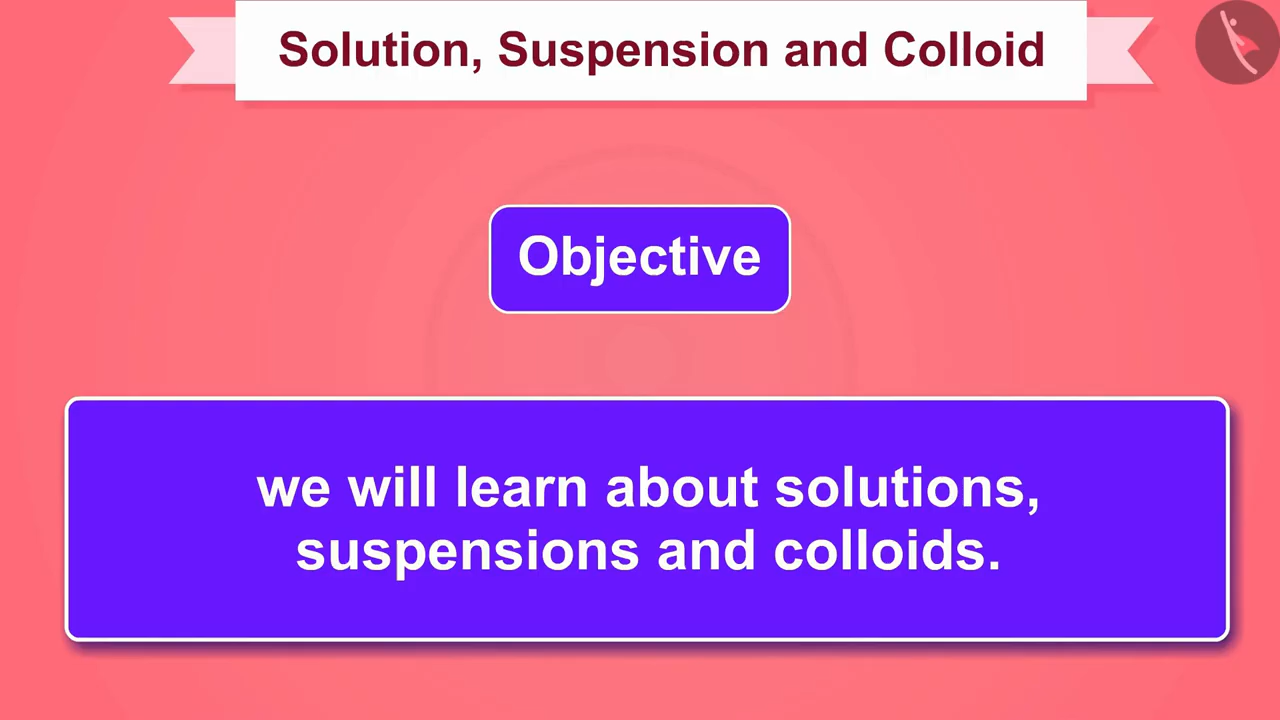 Solution, Suspension and Colloid
Objective
we will learn about solutions,
suspensions and colloids.